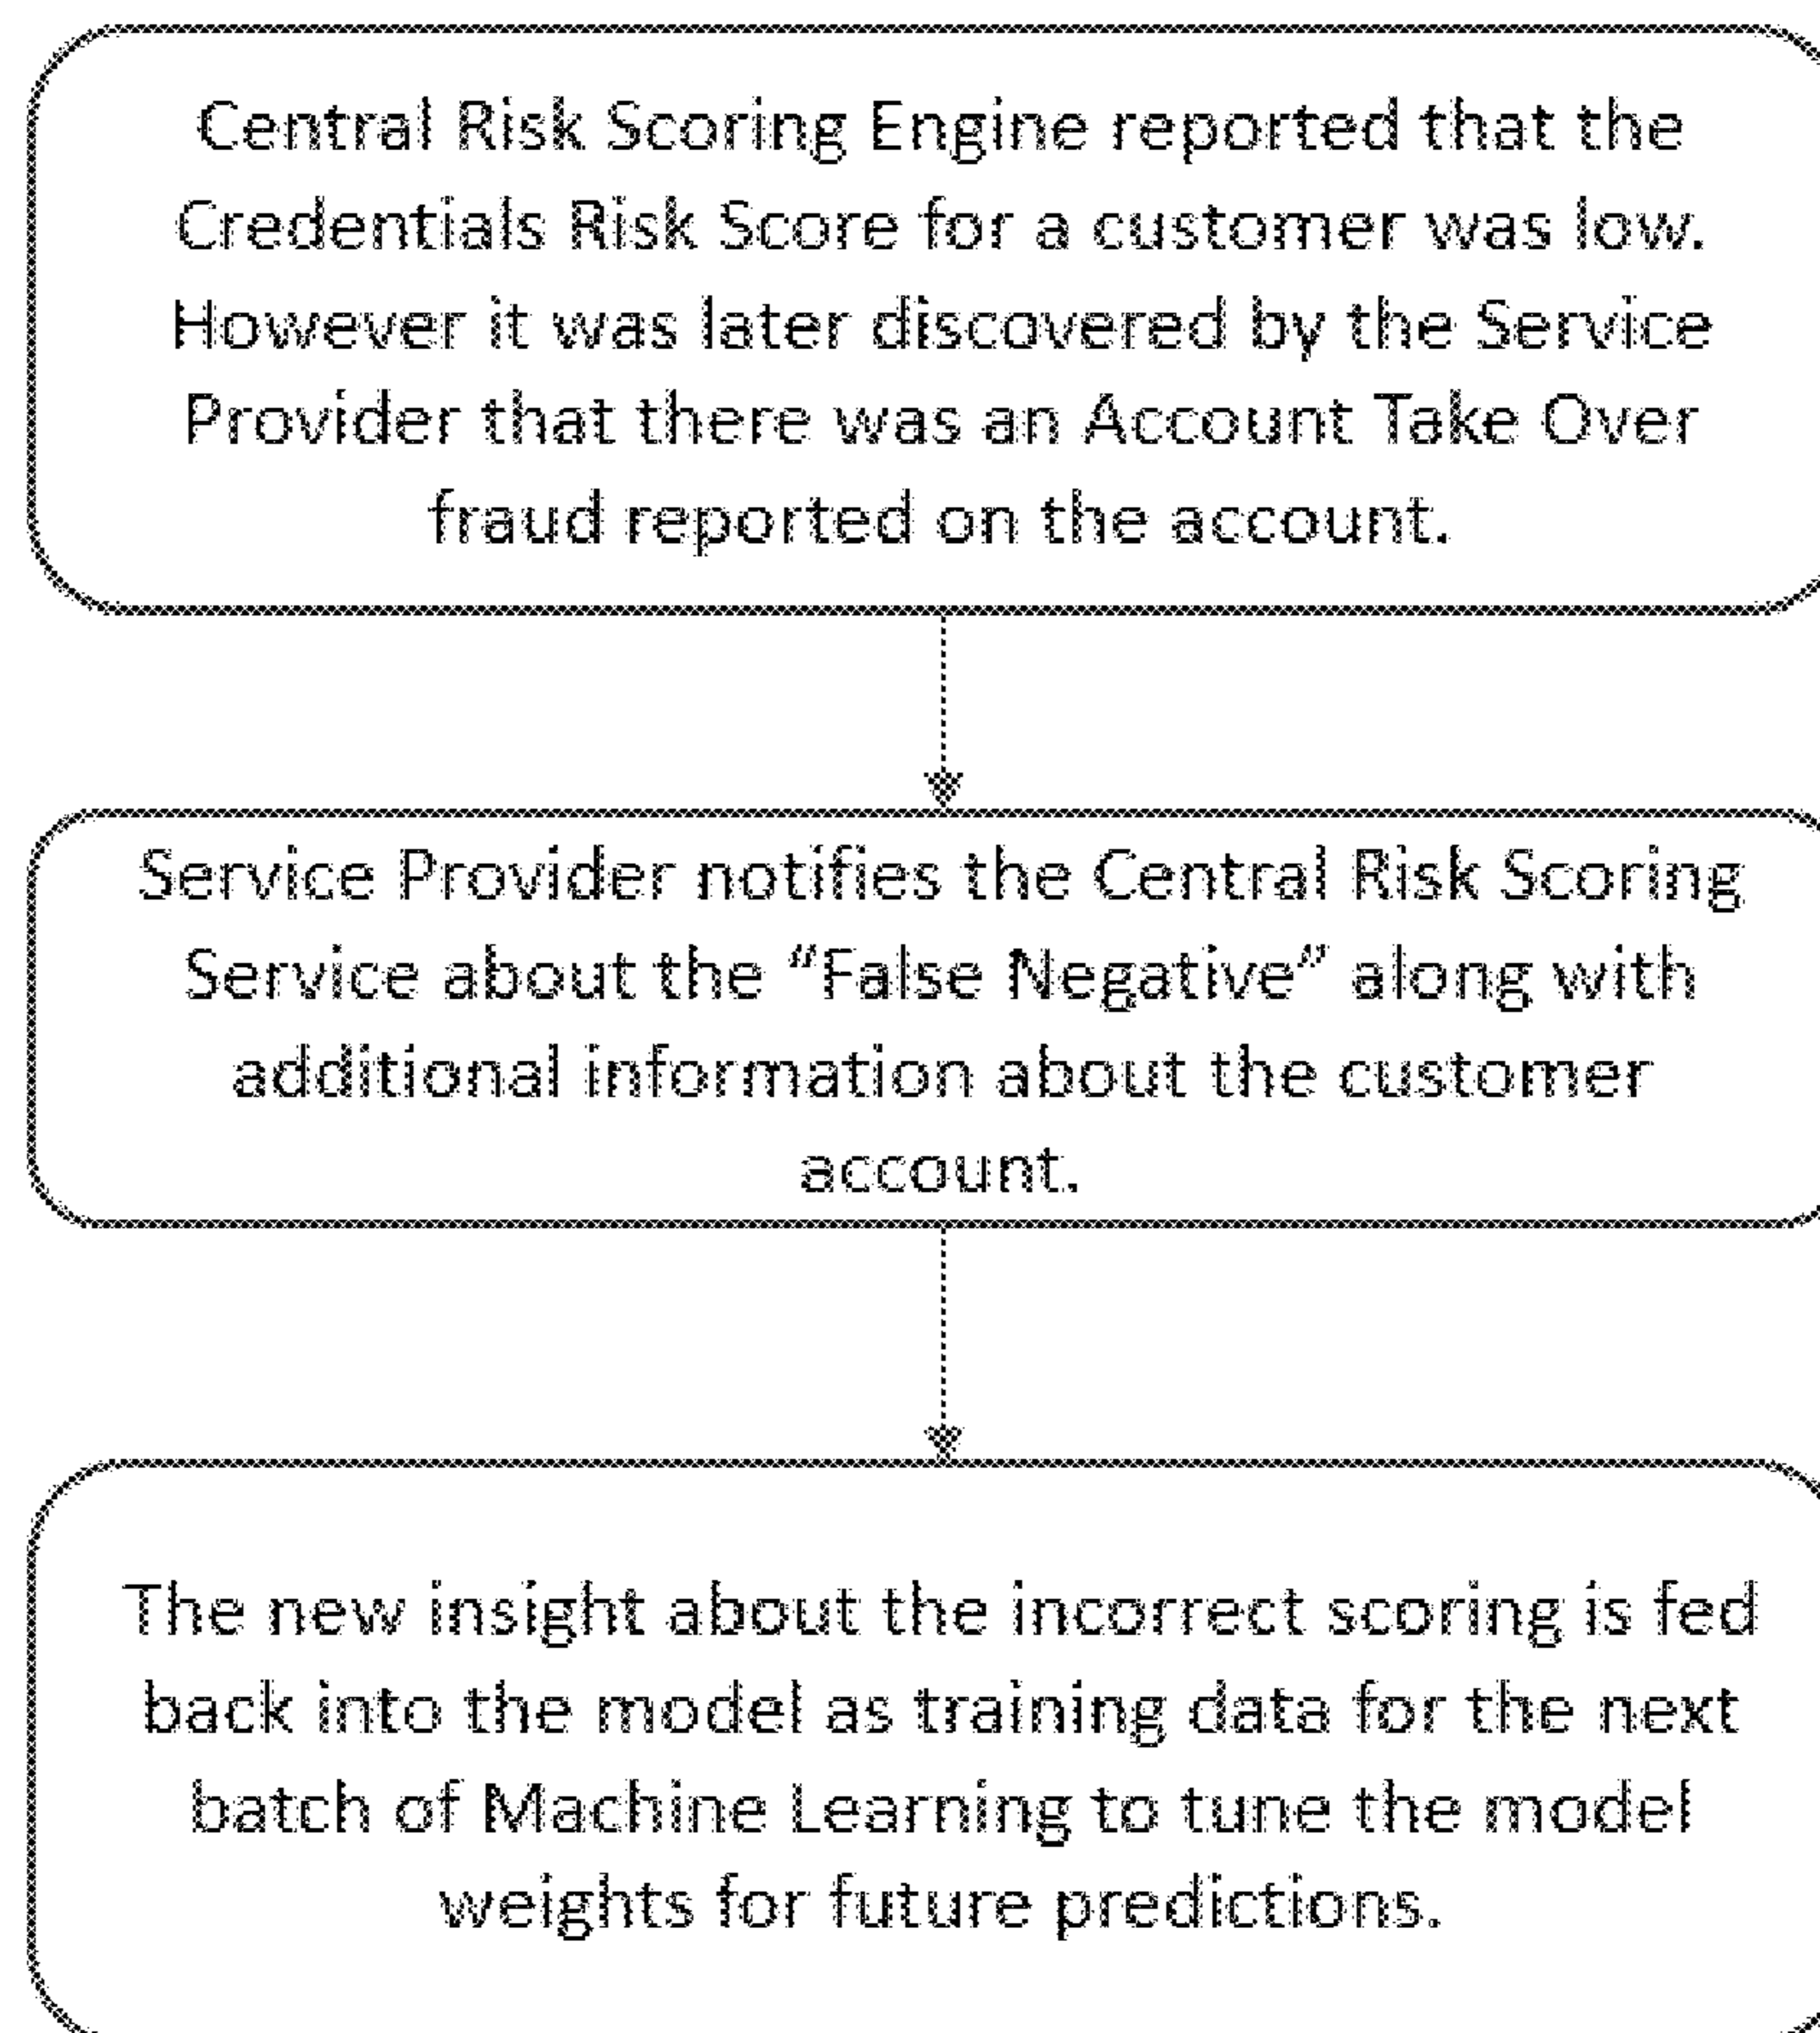 Central Risk Scoring Engine reported that the
Credentials Risk Score for a customer was low.
However it was later discovered by the Service
Provider that there was an Account Take Over
fraud reported on the account.
Service Provider notifies the Central Risk Scoring
Service about the “False Negative” along with
additional information about the customer
account.
The new insight about the incorrect scoring is fed
back into the model as training data for the next
batch of Machine Learning to tune the model
weights for future predictions.